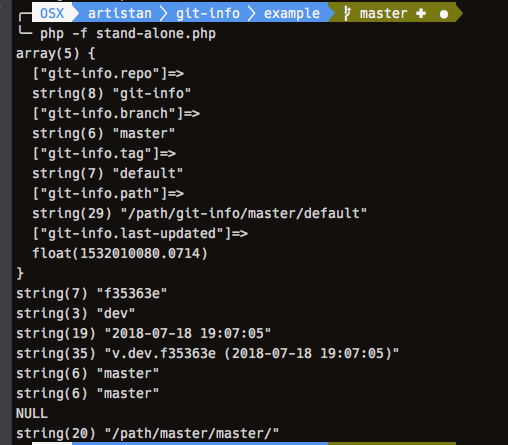 OSX artistan git-info example master
php -f stand-alone.php
array(5) {
["git-info.repo"]=>
string(8) "git-info"
["git-info.branch"]=>
string(6) "master"
["git-info.tag"]=>
string(7) "default"
["git-info.path"]=>
string(29) "/path/git-info/master/default"
["git-info.last-updated"]=>
float(1532010080.0714)
}
string(7) "f35363e"
string(3) "dev"
string(19) "2018-07-18 19:07:05"
string(35) "v.dev.f35363e (2018-07-18 19:07:05)"
string(6) "master"
string(6) "master"
NULL
string(20) "/path/master/master/"